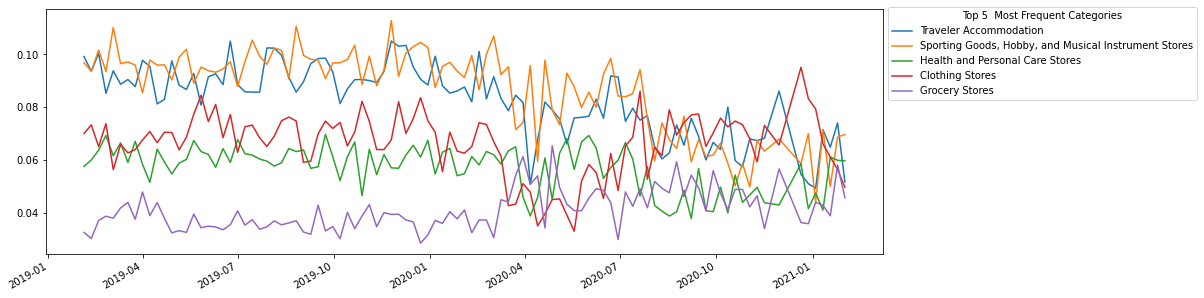 Top 5  Most Frequent Categories
Traveler Accommodation
Sporting Goods, Hobby, and Musical Instrument Stores
Health and Personal Care Stores
Clothing Stores
Grocery Stores
0.10
0.08
0.06
0.04
2019-01
2019-04
2019-07
2019-10
2020-01
2020-04
2020-07
2020-10
2021-01